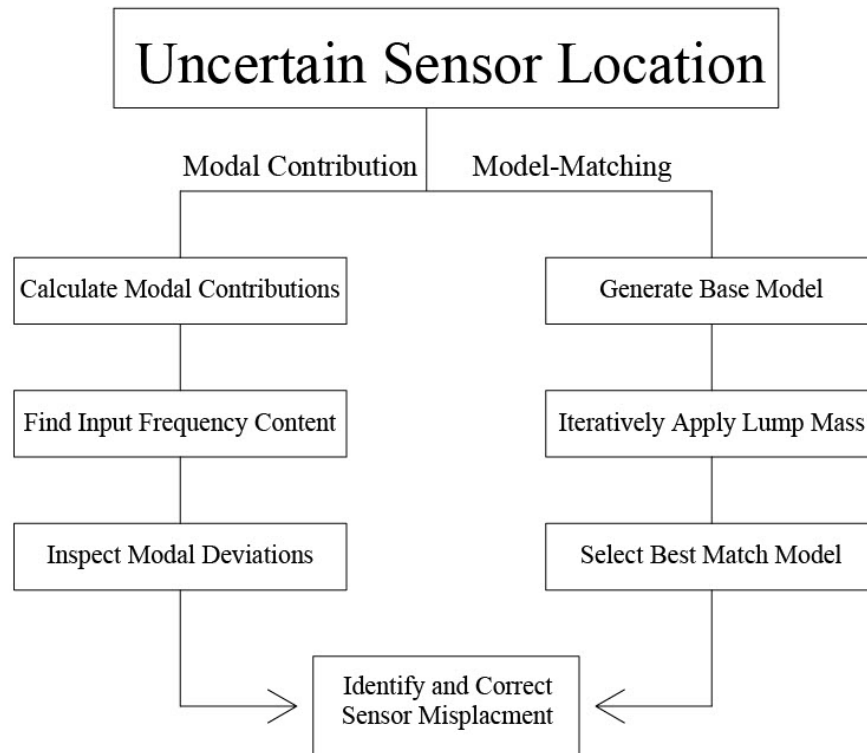 Uncertain Sensor Location
Modal Contribution
Model-Matching
Calculate Modal Contributions
Generate Base Model
Find Input Frequency Content
Iteratively Apply Lump Mass
Inspect Modal Deviations
Select Best Match Model
Identify and Correct
Sensor Misplacment